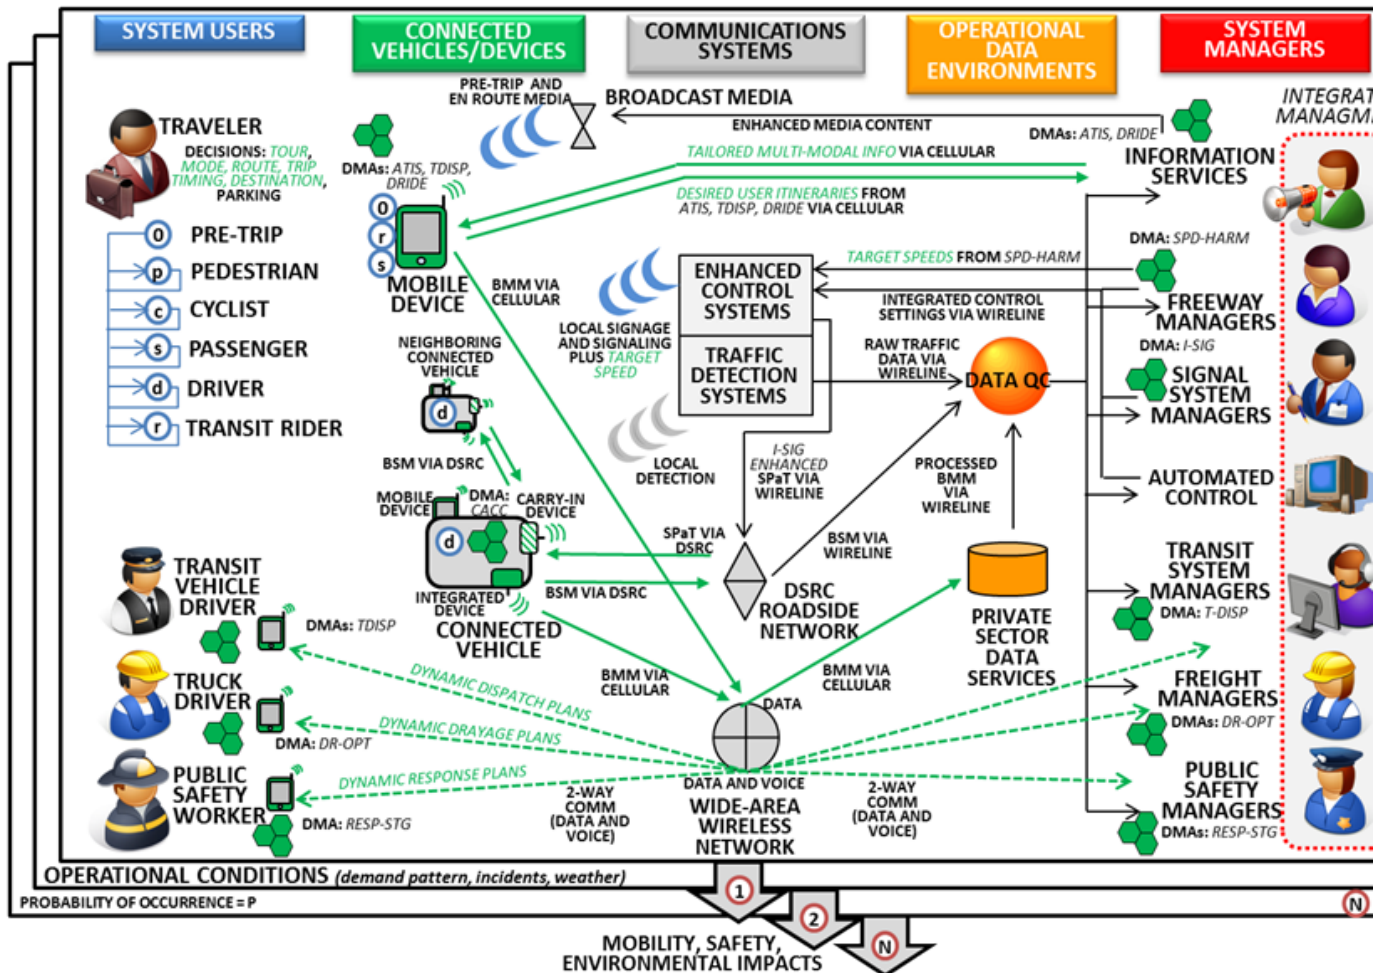 SYSTEM USERS
CONNECTED
VEHICLES/DEVICES
COMMUNICATIONS
SYSTEMS
OPERATIONAL
DATA
ENVIRONMENTS
SYSTEM
MANAGERS
TRAVELER
DECISIONS: TOUR,
MODE, ROUTE, TRIP
TIMING, DESTINATION,
PARKING
0 PRE-TRIP
p PEDESTRIAN
c CYCLIST
s PASSENGER
d DRIVER
r TRANSIT RIDER
TRANSIT
VEHICLE
DRIVER
DMAs: TDISP
TRUCK
DRIVER
DMA: DR-OPT
PUBLIC
SAFETY
WORKER
DMA: RESP-STG
DMAs: ATIS, TDISP,
DRIDE
0
r
s
MOBILE
DEVICE
BMM VIA
CELLULAR
NEIGHBORING
CONNECTED
VEHICLE
d
BSM VIA DSRC
MOBILE
DEVICE
DMA:
CACC
CARRY-IN
DEVICE
d
INTEGRATED
DEVICE
CONNECTED
VEHICLE
PRE-TRIP AND
EN ROUTE MEDIA
BROADCAST MEDIA
ENHANCED MEDIA CONTENT
TAILORED MULTI-MODAL INFO VIA CELLULAR
DESIRED USER ITINERARIES FROM
ATIS, TDISP, DRIDE VIA CELLULAR
TARGET SPEEDS FROM SPD-HARM
ENHANCED
CONTROL
SYSTEMS
TRAFFIC
DETECTION
SYSTEMS
INTEGRATED CONTROL
SETTINGS VIA WIRELINE
LOCAL SIGNAGE
AND SIGNALING
PLUS TARGET
SPEED
RAW TRAFFIC
DATA VIA
WIRELINE
DATA QC
LOCAL
DETECTION
I-SIG
ENHANCED
SPaT VIA
WIRELINE
PROCESSED
BMM
VIA
WIRELINE
SPaT VIA
DSRC
BSM VIA
WIRELINE
BSM VIA DSRC
DSRC
ROADSIDE
NETWORK
PRIVATE
SECTOR
DATA
SERVICES
BMM VIA
CELLULAR
BMM VIA
CELLULAR
DATA
DYNAMIC DISPATCH PLANS
DYNAMIC DRAYAGE PLANS
DYNAMIC RESPONSE PLANS
DATA AND VOICE
WIDE-AREA
WIRELESS
NETWORK
2-WAY
COMM
(DATA AND
VOICE)
2-WAY
COMM
(DATA AND
VOICE)
DMAs: ATIS, DRIDE
INFORMATION
SERVICES
DMA: SPD-HARM
FREEWAY
MANAGERS
DMA: I-SIG
SIGNAL
SYSTEM
MANAGERS
AUTOMATED
CONTROL
TRANSIT
SYSTEM
MANAGERS
DMA: T-DISP
FREIGHT
MANAGERS
DMAs: DR-OPT
PUBLIC
SAFETY
MANAGERS
DMAs: RESP-STG
INTEGRAT
MANAGME
OPERATIONAL CONDITIONS (demand pattern, incidents, weather)
PROBABILITY OF OCCURRENCE = P
N
1
2
N
MOBILITY, SAFETY,
ENVIRONMENTAL IMPACTS